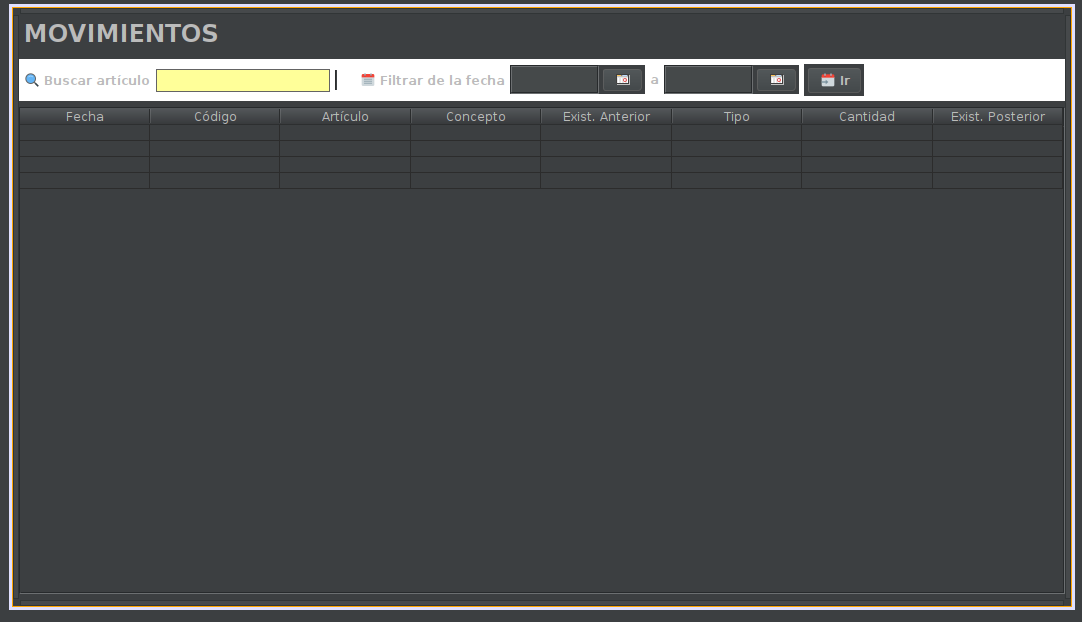 MOVIMIENTOS
Buscar artículo Filtrar de la fecha a Ir
Fecha Código Artículo Concepto Exist. Anterior Tipo Cantidad Exist. Posterior